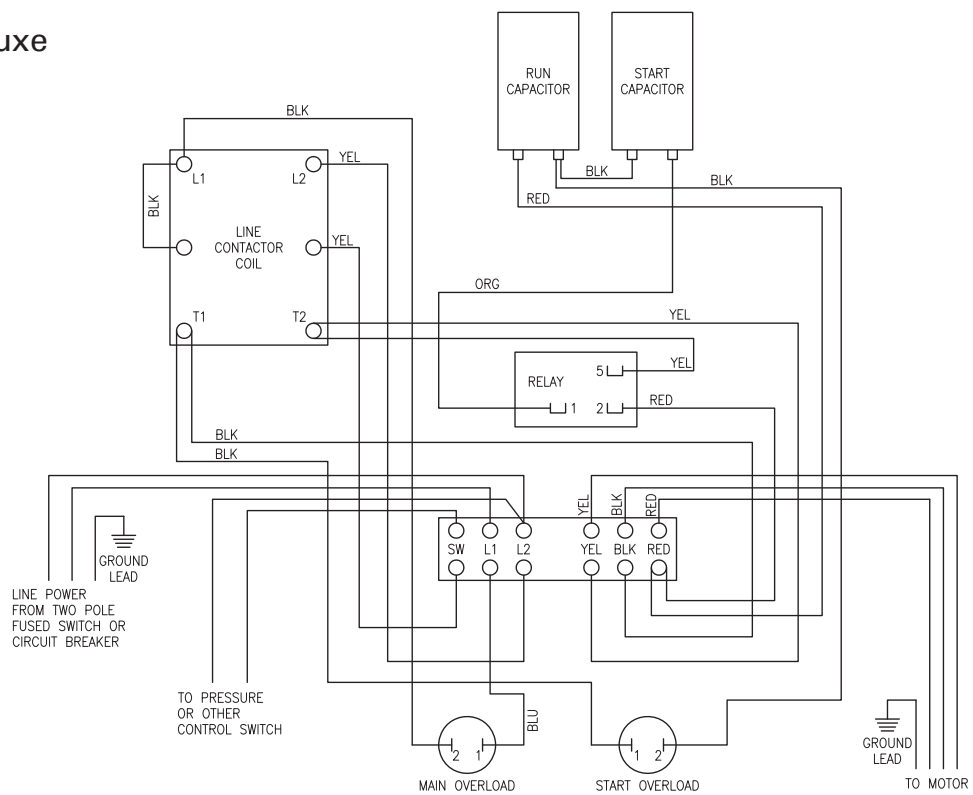 uxe
RUN
CAPACITOR
START
CAPACITOR
BLK
L1
L2
YEL
BLK
BLK
BLK
RED
LINE
CONTACTOR
COIL
YEL
ORG
T1
T2
YEL
YEL
RELAY
5
1
2
RED
BLK
BLK
YEL
BLK
RED
SW
L1
L2
YEL
BLK
RED
GROUND
LEAD
LINE POWER
FROM TWO POLE
FUSED SWITCH OR
CIRCUIT BREAKER
TO PRESSURE
OR OTHER
CONTROL SWITCH
BLU
2
1
MAIN OVERLOAD
1
2
START OVERLOAD
GROUND
LEAD
TO MOTOR